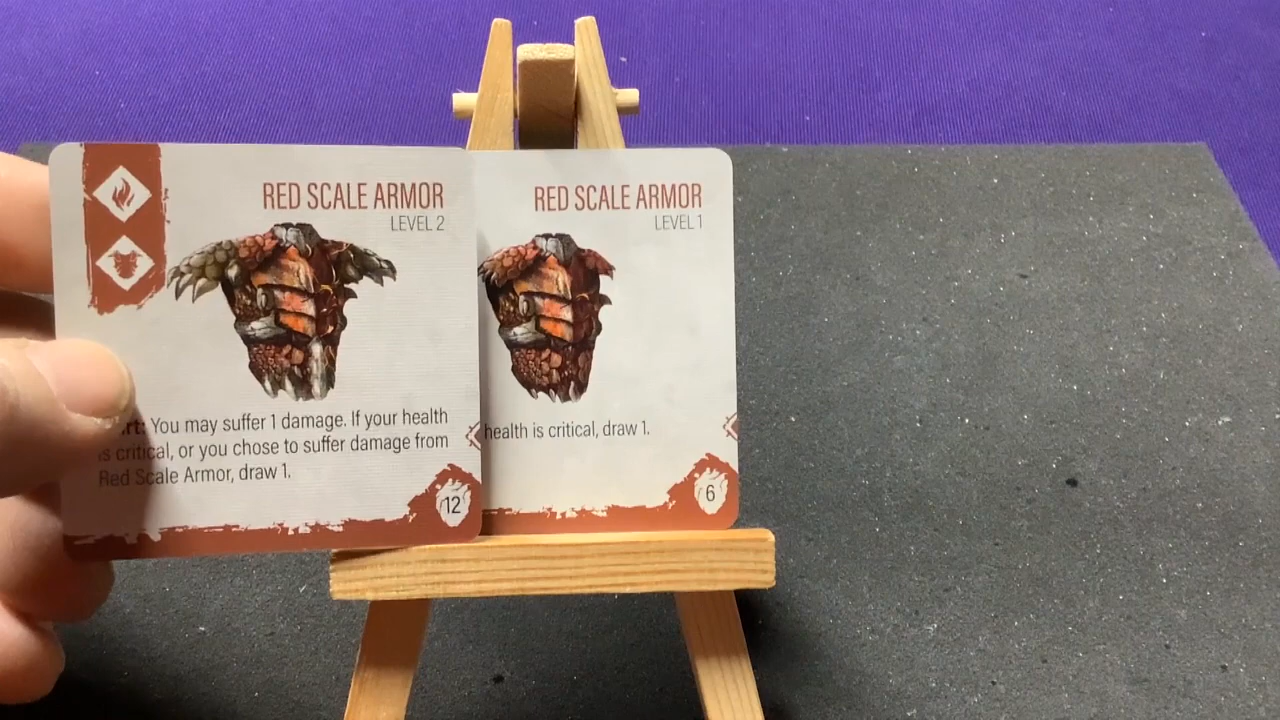 RED SCALE ARMOR
LEVEL 2
You may suffer 1 damage. If your health
is critical, or you chose to suffer damage from
Red Scale Armor, draw 1.
12
RED SCALE ARMOR
LEVEL 1
health is critical, draw 1.
6